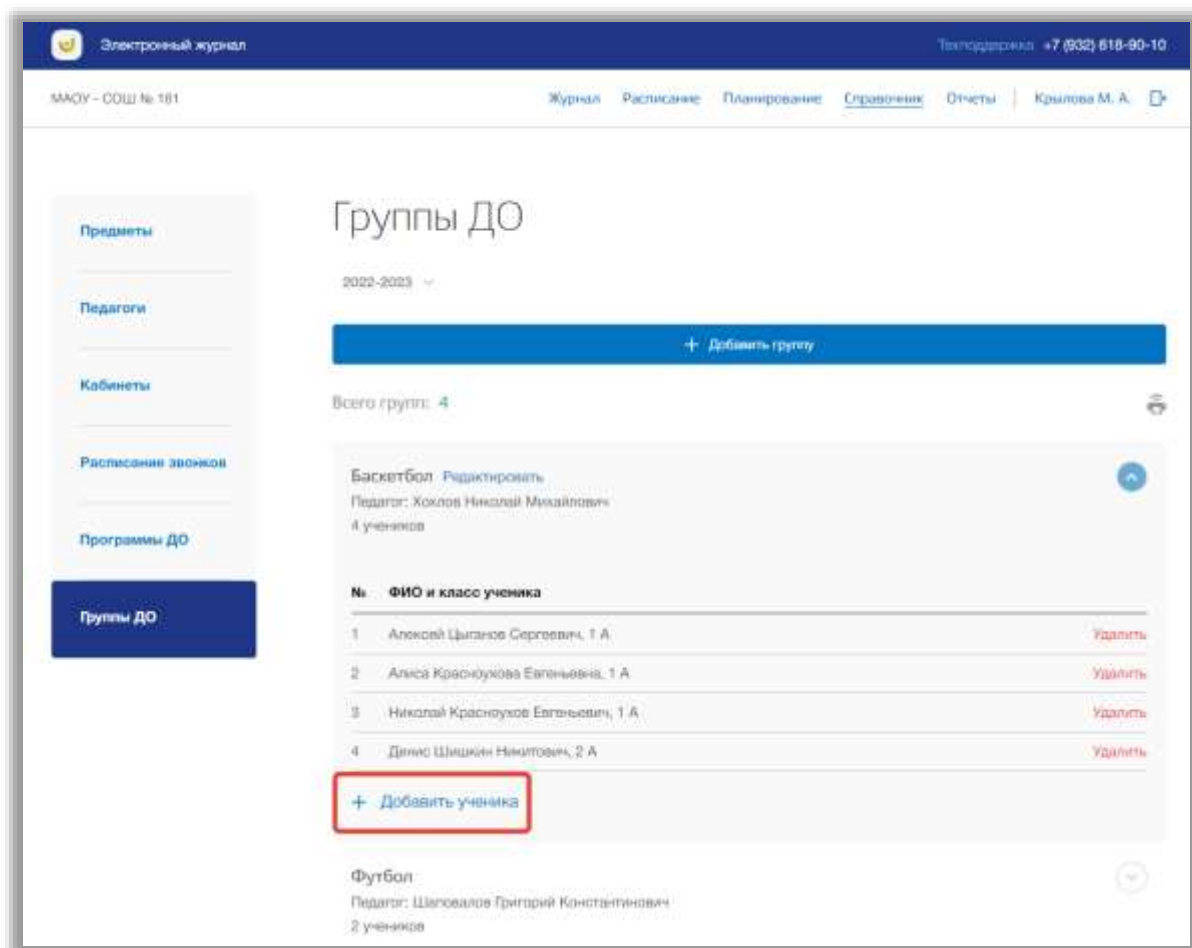 Электронный журнал
Техподдержка +7 (932) 618-90-10
МАОУ – СОШ № 161
Журнал Расписание Планирование Справочник Отчеты Крылова М. А.
Предметы
Педагоги
Кабинеты
Расписание звонков
Программы ДО
Группы ДО
Группы ДО
2022-2023
+ Добавить группу
Всего групп: 4
Баскетбол Редактировать
Педагог: Хохлов Николай Михайлович
4 учеников
№ ФИО и класс ученика
1 Алексей Цыганов Сергеевич, 1 А Удалить
2 Алиса Красноухова Евгеньевна, 1 А Удалить
3 Николай Красноухов Евгеньевич, 1 А Удалить
4 Денис Шишкин Никитович, 2 А Удалить
+ Добавить ученика
Футбол
Педагог: Шаповалов Григорий Константинович
2 учеников